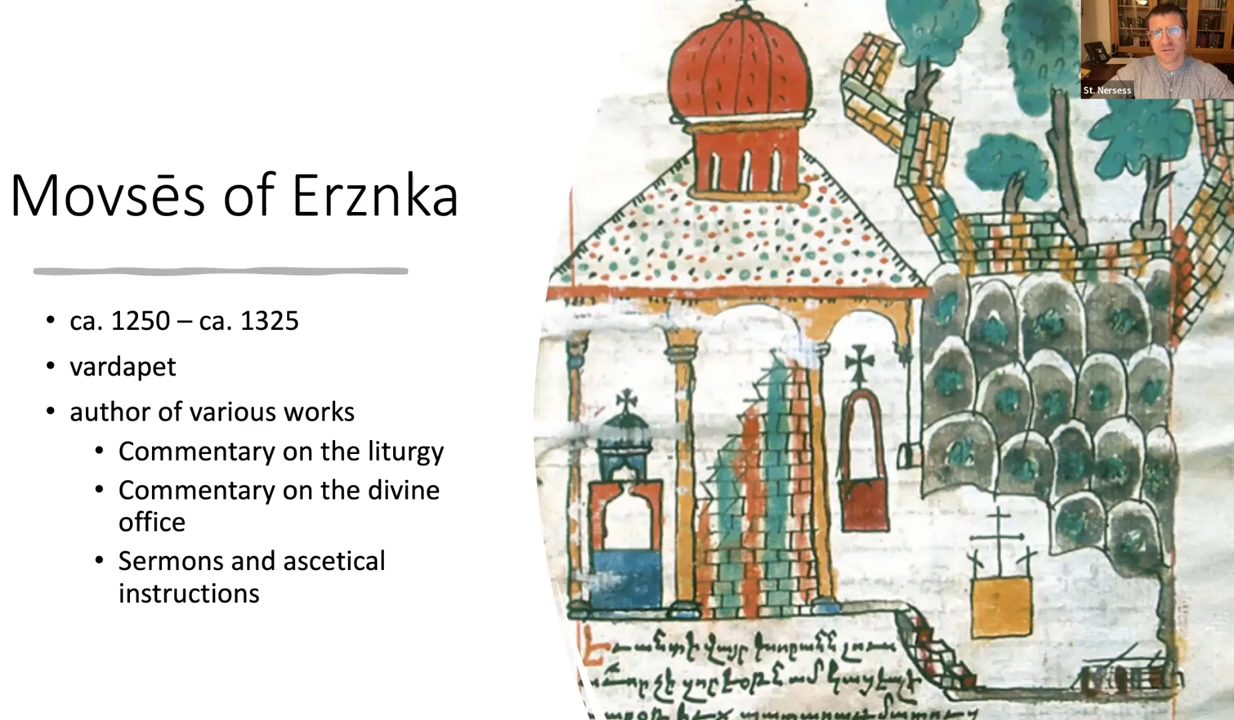 Movsēs of Erznka
• ca. 1250 – ca. 1325
• vardapet
• author of various works
• Commentary on the liturgy
• Commentary on the divine
office
• Sermons and ascetical
instructions
St. Nersess